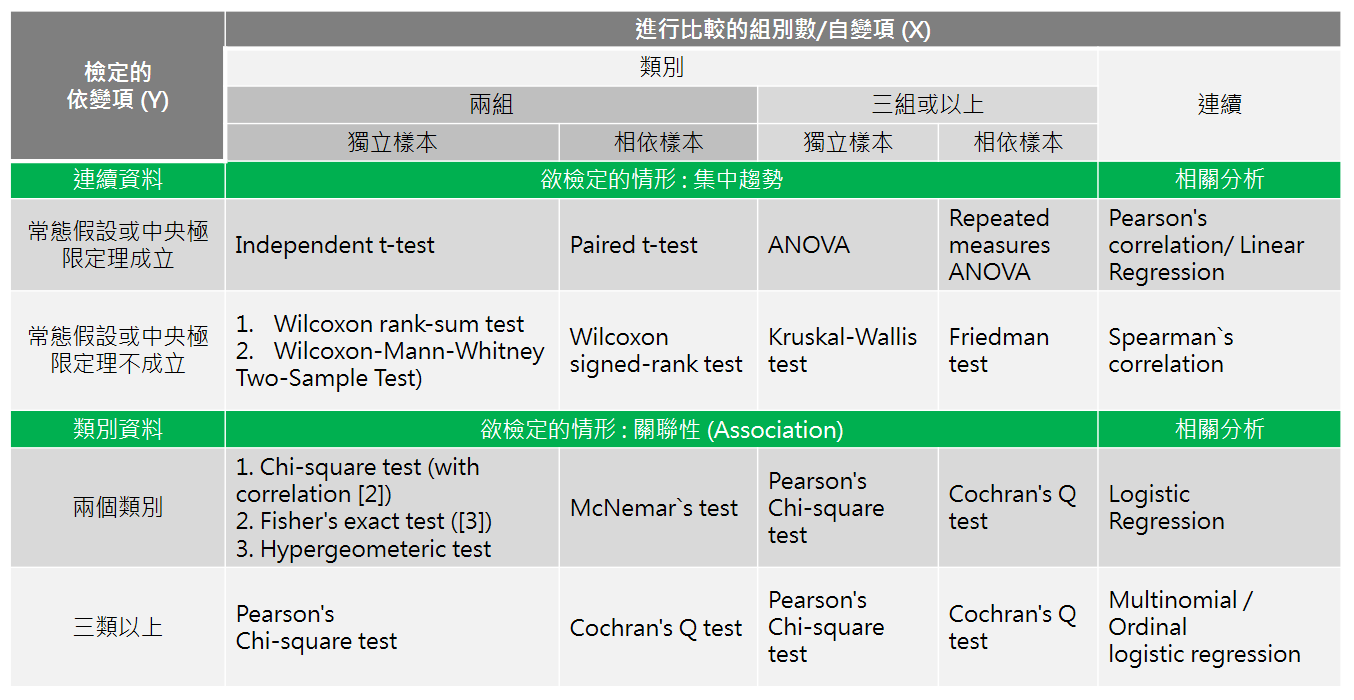 檢定的
依變項 (Y)
進行比較的組別數/自變項 (X)
類別
連續
兩組
三組或以上
獨立樣本
相依樣本
獨立樣本
相依樣本
連續資料
欲檢定的情形 : 集中趨勢
相關分析
常態假設或中央極
限定理成立
Independent t-test
Paired t-test
ANOVA
Repeated
measures
ANOVA
Pearson's
correlation/ Linear
Regression
常態假設或中央極
限定理不成立
1. Wilcoxon rank-sum test
2. Wilcoxon-Mann-Whitney
Two-Sample Test)
Wilcoxon
signed-rank test
Kruskal-Wallis
test
Friedman
test
Spearman`s
correlation
類別資料
欲檢定的情形 : 關聯性 (Association)
相關分析
兩個類別
1. Chi-square test (with
correlation [2])
2. Fisher's exact test ([3])
3. Hypergeometeric test
McNemar`s test
Pearson's
Chi-square
test
Cochran's Q
test
Logistic
Regression
三類以上
Pearson's
Chi-square test
Cochran's Q test
Pearson's
Chi-square
test
Cochran's Q
test
Multinomial /
Ordinal
logistic regression